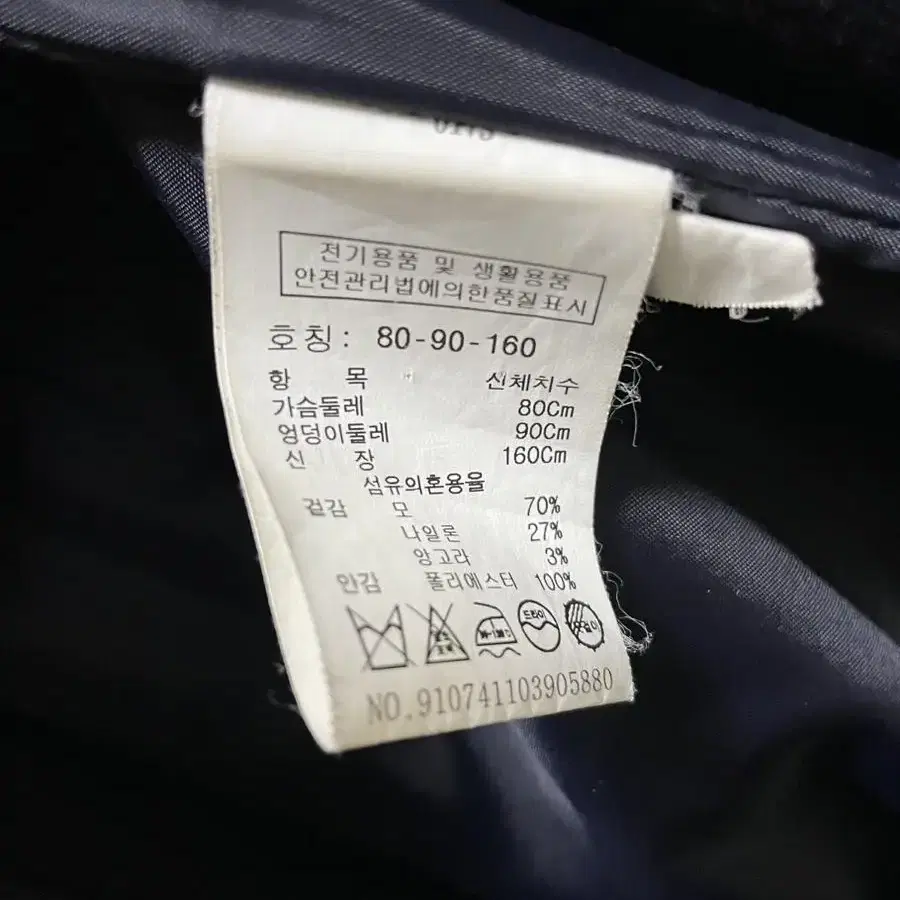 전기용품 및 생활용품
안전관리법에의한품질표시
호칭: 80-90-160
항 목 신체치수
가슴둘레 80Cm
엉덩이둘레 90Cm
신 장 160Cm
섬유의혼용율
겉감 모 70%
나일론 27%
앙고라 3%
안감 폴리에스터 100%
드라이
NO.910741103905880